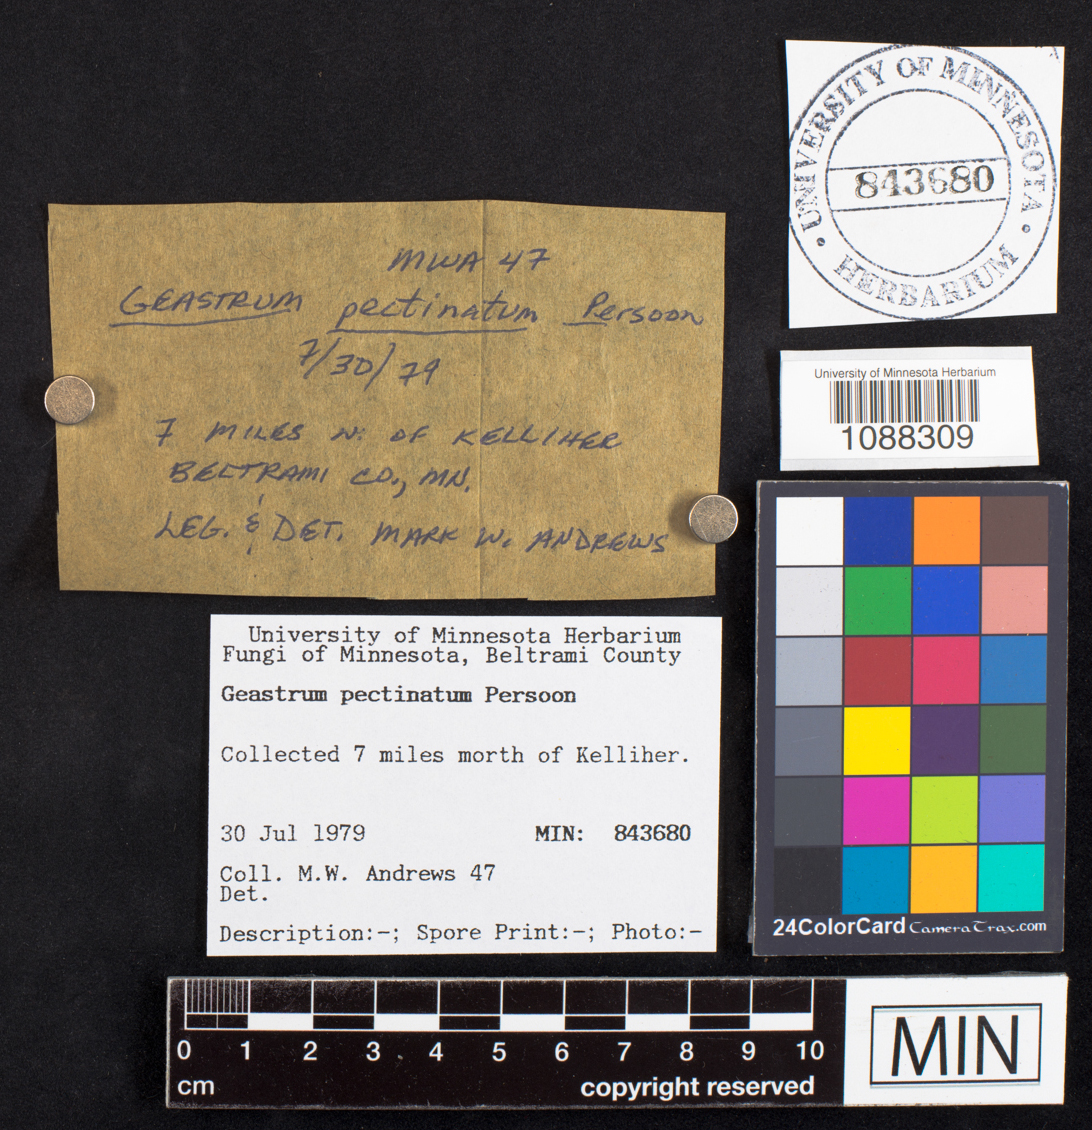 UNIVERSITY OF MINNESOTA
843680
HERBARIUM
MWA 47
GEASTRUM pectinatum Persoon
7/30/79
7 MILES N. OF KELLIHER
BELTRAMI CO., MN.
LEG. & DET. MARK W. ANDREWS
University of Minnesota Herbarium
1088309
University of Minnesota Herbarium
Fungi of Minnesota, Beltrami County
Geastrum pectinatum Persoon
Collected 7 miles morth of Kelliher.
30 Jul 1979 MIN: 843680
Coll. M.W. Andrews 47
Det.
Description:-; Spore Print:-; Photo:-
24ColorCard CameraTrax.com
0 1 2 3 4 5 6 7 8 9 10
cm copyright reserved
MIN